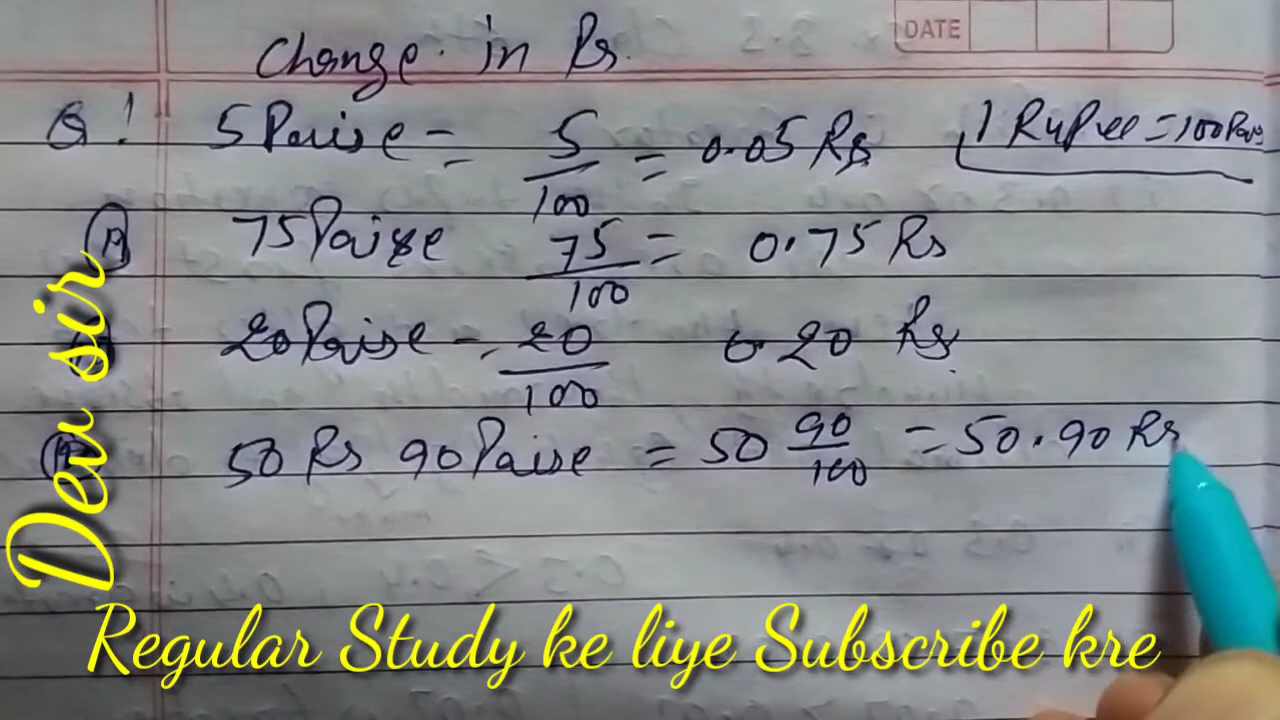 DATE
Change in Rs.
Q! 5 Paise = 5/100 = 0.05 Rs 1 Rupee = 100 Pais
75 Paise 75/100 = 0.75 Rs
20 Paise = 20/100 0.20 Rs
50 Rs 90 Paise = 50 90/100 = 50.90 Rs
Dev sir
Regular Study ke liye Subscribe kre